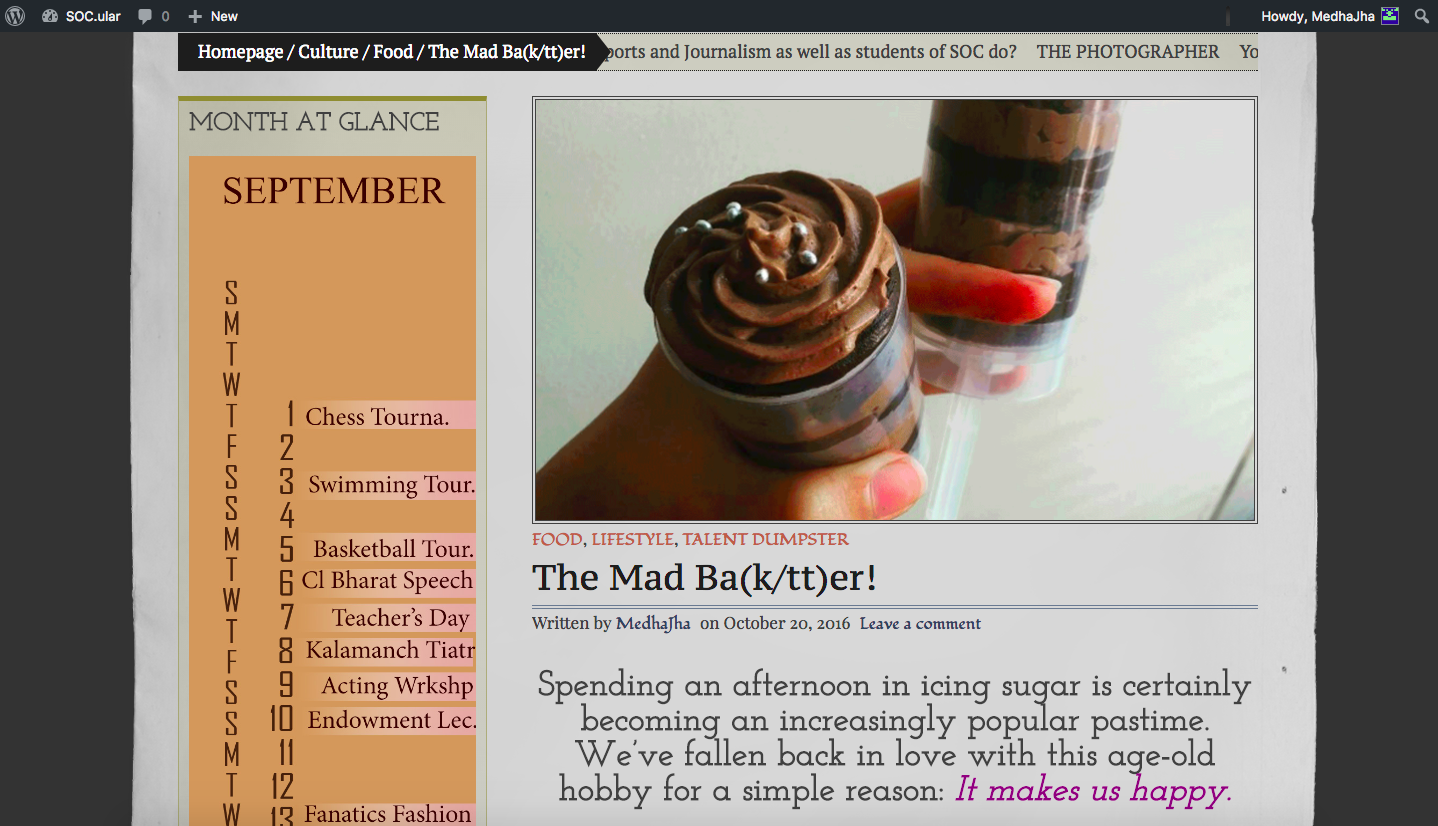 SOC.ular 0 New Howdy, MedhaJha
Homepage / Culture / Food / The Mad Ba(k/tt)er! ports and Journalism as well as students of SOC do? THE PHOTOGRAPHER Yo
MONTH AT GLANCE
SEPTEMBER
S
M
T
W
T 1 Chess Tourna.
F 2
S 3 Swimming Tour.
S 4
M 5 Basketball Tour.
T 6 Cl Bharat Speech
W 7 Teacher's Day
T 8 Kalamanch Tiatr
F 9 Acting Wrkshp
S 10 Endowment Lec.
S 11
M 12
T 13 Fanatics Fashion
W
FOOD, LIFESTYLE, TALENT DUMPSTER
The Mad Ba(k/tt)er!
Written by MedhaJha on October 20, 2016 Leave a comment
Spending an afternoon in icing sugar is certainly
becoming an increasingly popular pastime.
We've fallen back in love with this age-old
hobby for a simple reason: It makes us happy.